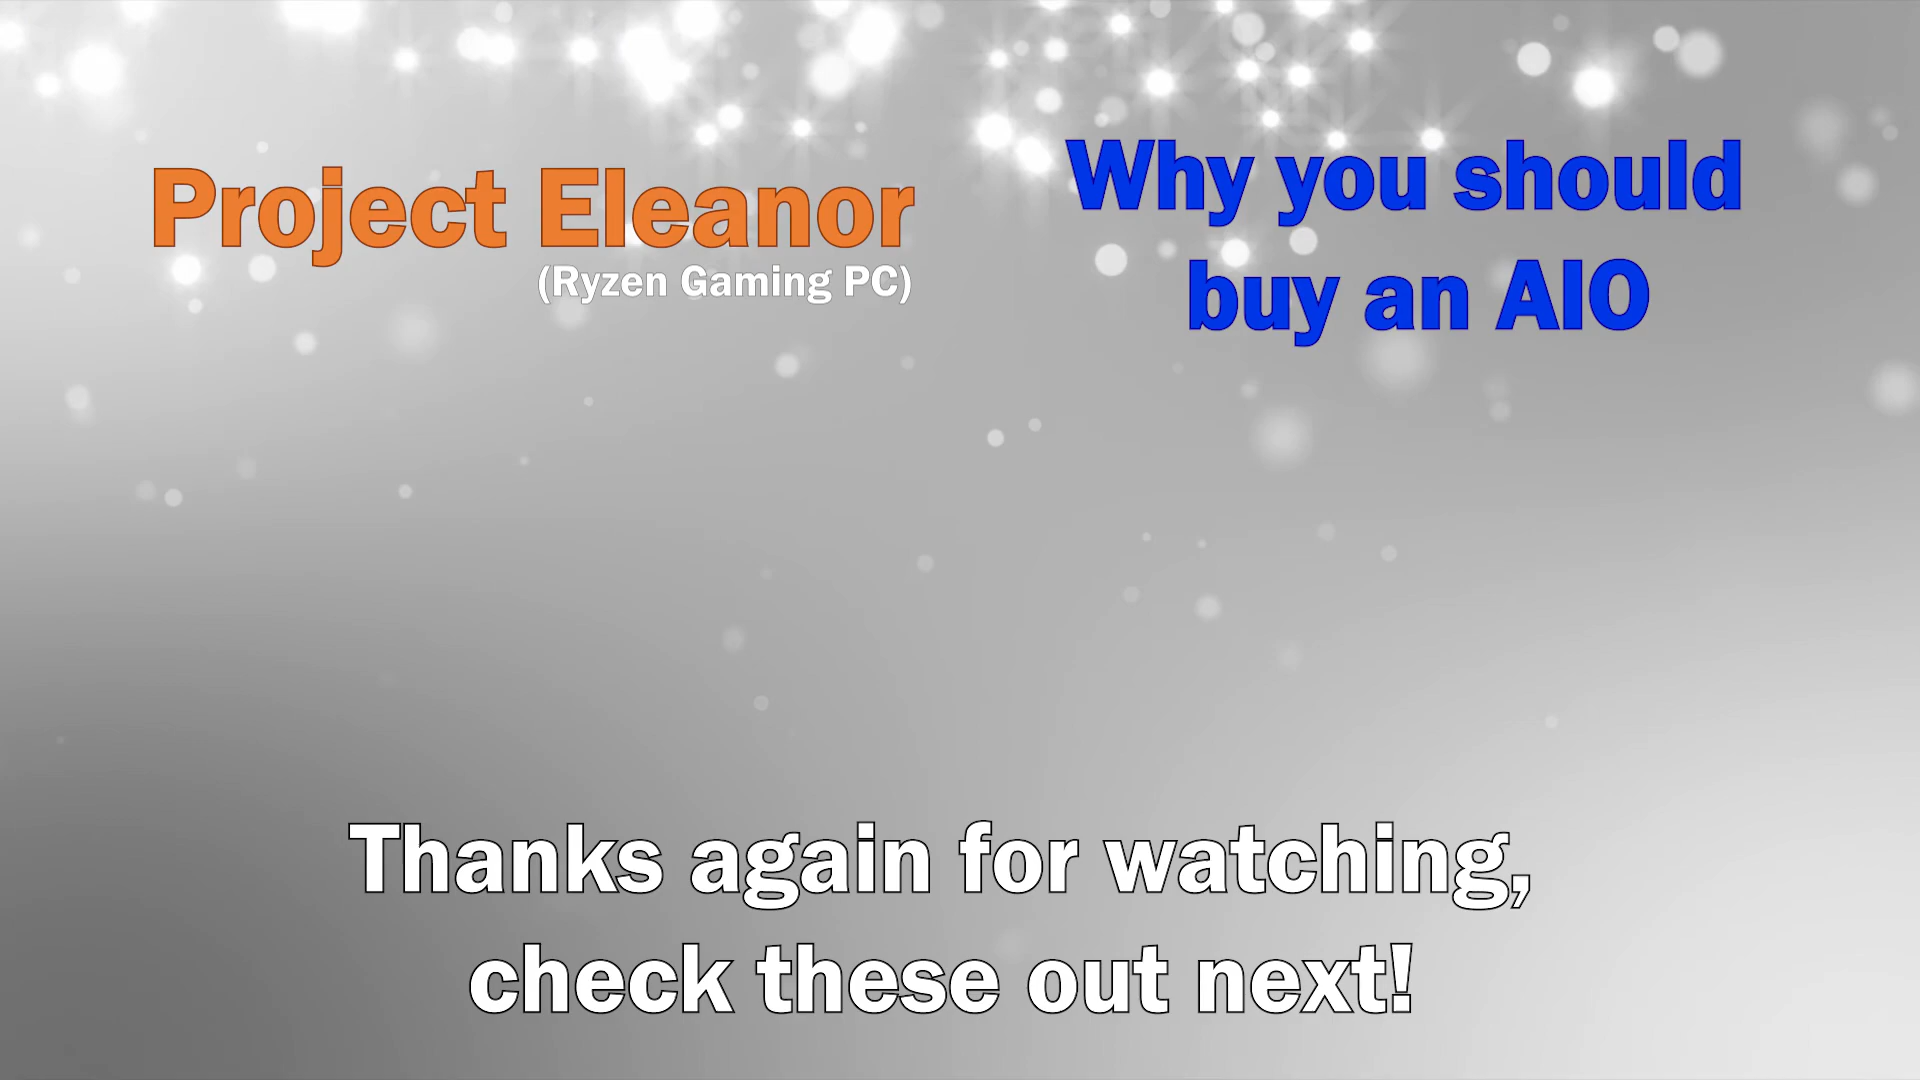 Project Eleanor
(Ryzen Gaming PC)
Why you should
buy an AIO
Thanks again for watching,
check these out next!